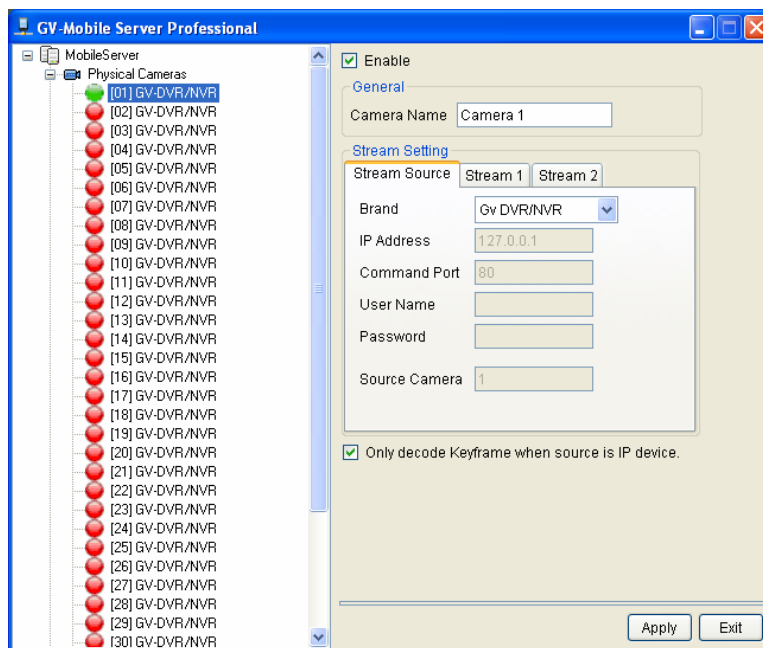 GV-Mobile Server Professional
MobileServer
Physical Cameras
[01] GV-DVR/NVR
[02] GV-DVR/NVR
[03] GV-DVR/NVR
[04] GV-DVR/NVR
[05] GV-DVR/NVR
[06] GV-DVR/NVR
[07] GV-DVR/NVR
[08] GV-DVR/NVR
[09] GV-DVR/NVR
[10] GV-DVR/NVR
[11] GV-DVR/NVR
[12] GV-DVR/NVR
[13] GV-DVR/NVR
[14] GV-DVR/NVR
[15] GV-DVR/NVR
[16] GV-DVR/NVR
[17] GV-DVR/NVR
[18] GV-DVR/NVR
[19] GV-DVR/NVR
[20] GV-DVR/NVR
[21] GV-DVR/NVR
[22] GV-DVR/NVR
[23] GV-DVR/NVR
[24] GV-DVR/NVR
[25] GV-DVR/NVR
[26] GV-DVR/NVR
[27] GV-DVR/NVR
[28] GV-DVR/NVR
[29] GV-DVR/NVR
[30] GV-DVR/NVR
Enable
General
Camera Name Camera 1
Stream Setting
Stream Source Stream 1 Stream 2
Brand Gv DVR/NVR
IP Address 127.0.0.1
Command Port 80
User Name
Password
Source Camera 1
Only decode Keyframe when source is IP device.
Apply Exit